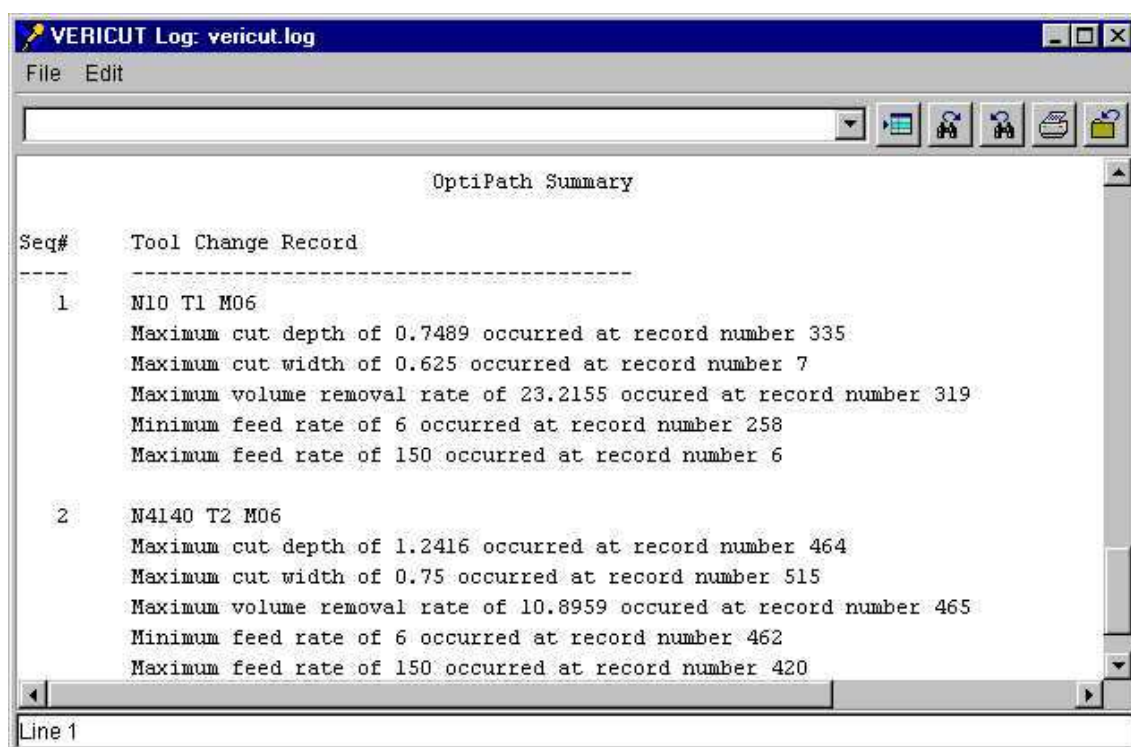 VERICUT Log: vericut.log
File Edit
OptiPath Summary
Seq# Tool Change Record
---- ----------------------------------------
1 N10 T1 M06
Maximum cut depth of 0.7489 occurred at record number 335
Maximum cut width of 0.625 occurred at record number 7
Maximum volume removal rate of 23.2155 occured at record number 319
Minimum feed rate of 6 occurred at record number 258
Maximum feed rate of 150 occurred at record number 6
2 N4140 T2 M06
Maximum cut depth of 1.2416 occurred at record number 464
Maximum cut width of 0.75 occurred at record number 515
Maximum volume removal rate of 10.8959 occured at record number 465
Minimum feed rate of 6 occurred at record number 462
Maximum feed rate of 150 occurred at record number 420
Line 1